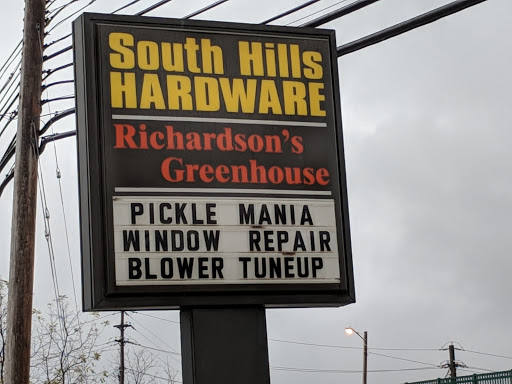 South Hills
HARDWARE
Richardson's
Greenhouse
PICKLE MANIA
WINDOW REPAIR
BLOWER TUNEUP